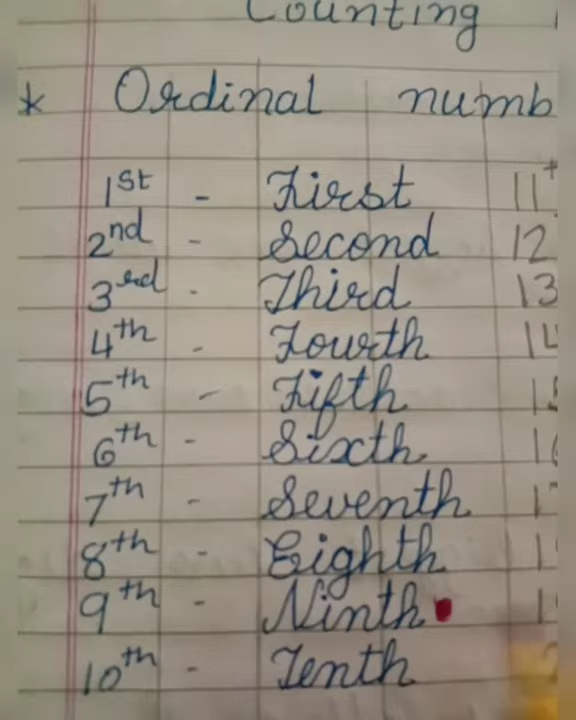 Counting
* Ordinal numb
1st - First 11
2nd - Second 12
3rd - Third 13
4th - Fourth 14
5th - Fifth
6th - Sixth
7th - Seventh
8th - Eighth
9th - Ninth
10th - Tenth